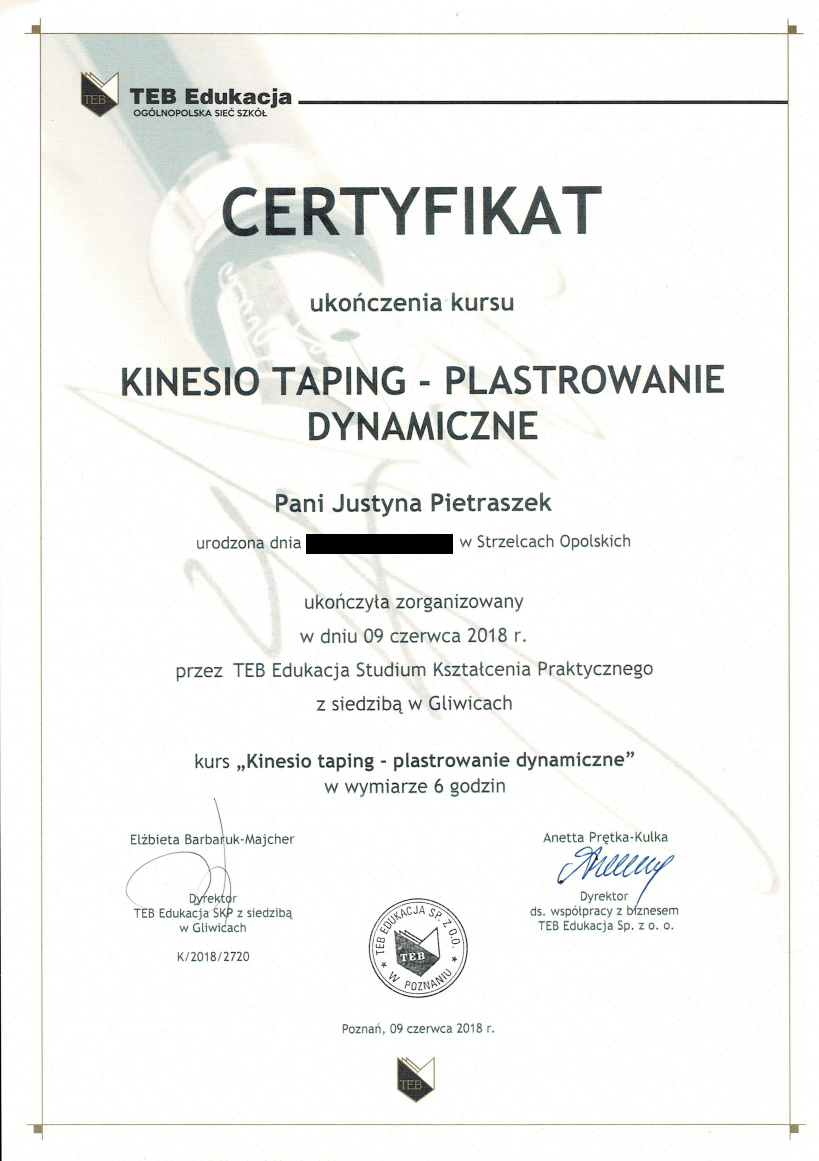 TEB
TEB Edukacja
OGÓLNOPOLSKA SIEĆ SZKÓŁ
CERTYFIKAT
ukończenia kursu
KINESIO TAPING - PLASTROWANIE
DYNAMICZNE
Pani Justyna Pietraszek
urodzona dnia w Strzelcach Opolskich
ukończyła zorganizowany
w dniu 09 czerwca 2018 r.
przez TEB Edukacja Studium Kształcenia Praktycznego
z siedzibą w Gliwicach
kurs „Kinesio taping - plastrowanie dynamiczne”
w wymiarze 6 godzin
Elżbieta Barbaruk-Majcher
Dyrektor
TEB Edukacja SKP z siedzibą
w Gliwicach
K/2018/2720
Anetta Prętka-Kulka
Dyrektor
ds. współpracy z biznesem
TEB Edukacja Sp. z o. o.
TEB EDUKACJA SP. Z O.O.
TEB
★ W POZNANIU ★
Poznań, 09 czerwca 2018 r.
TEB